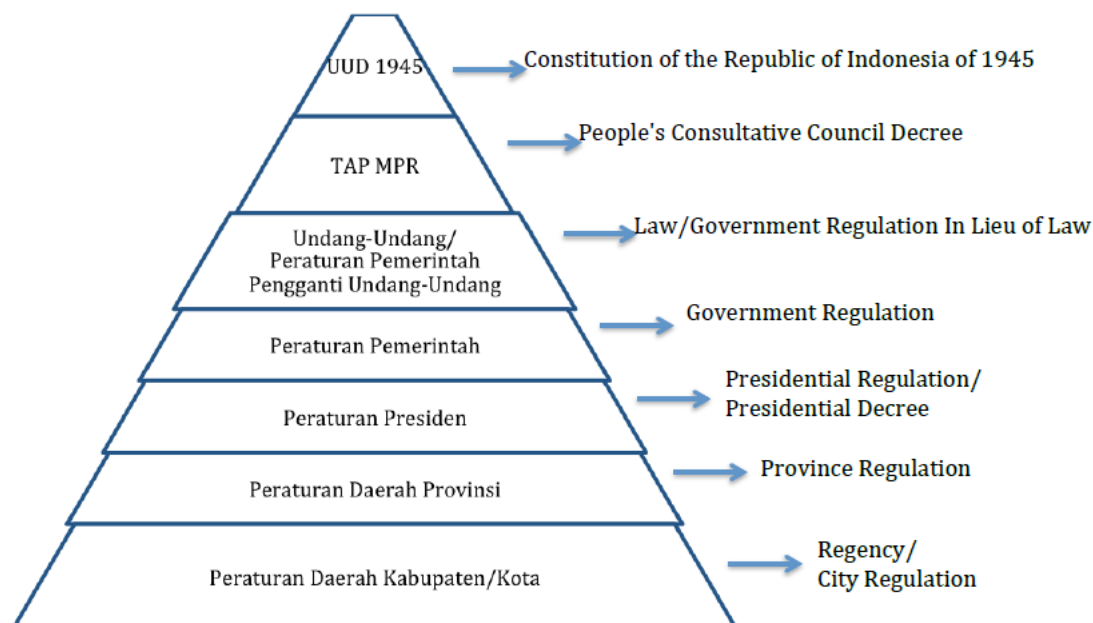 UUD 1945
Constitution of the Republic of Indonesia of 1945
TAP MPR
People's Consultative Council Decree
Undang-Undang/
Peraturan Pemerintah
Pengganti Undang-Undang
Law/Government Regulation In Lieu of Law
Peraturan Pemerintah
Government Regulation
Peraturan Presiden
Presidential Regulation/
Presidential Decree
Peraturan Daerah Provinsi
Province Regulation
Peraturan Daerah Kabupaten/Kota
Regency/
City Regulation